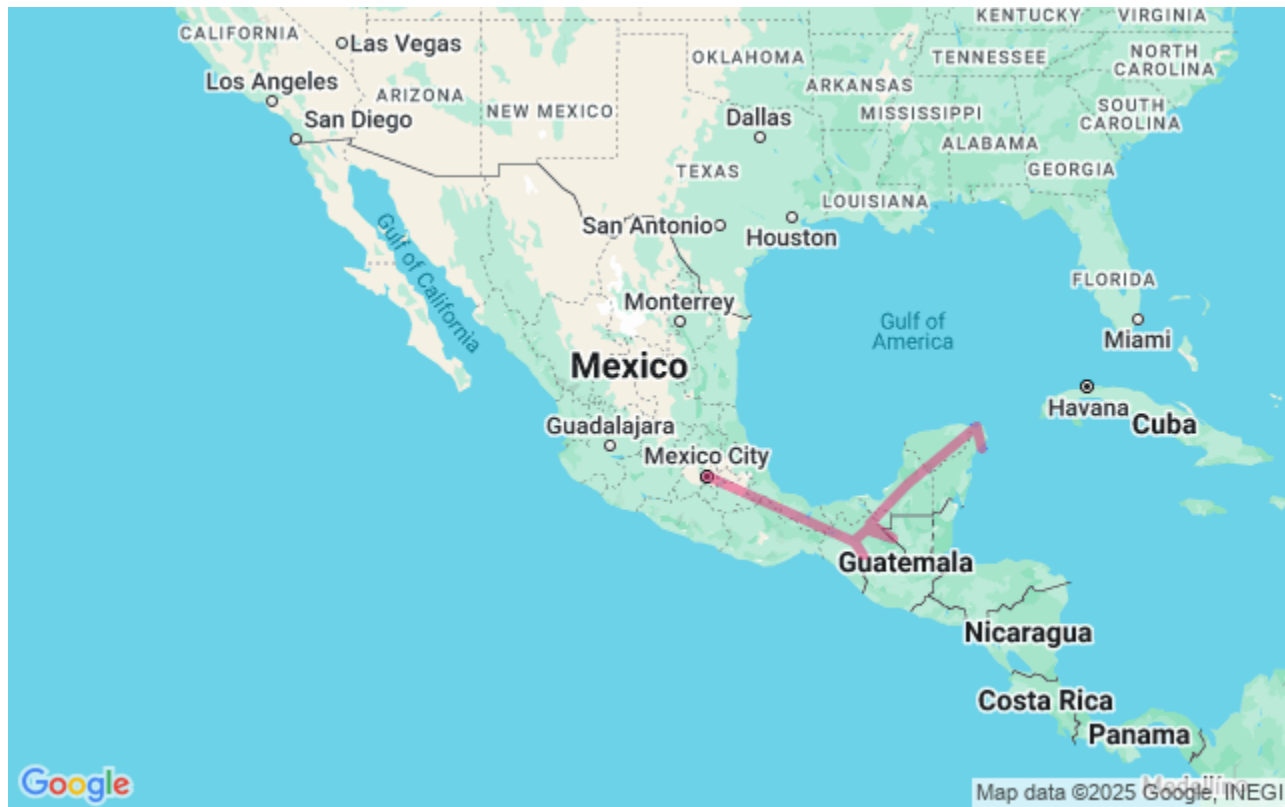 KENTUCKY
VIRGINIA
CALIFORNIA
Las Vegas
OKLAHOMA
TENNESSEE
NORTH
CAROLINA
Los Angeles
ARIZONA
ARKANSAS
NEW MEXICO
MISSISSIPPI
SOUTH
CAROLINA
San Diego
Dallas
ALABAMA
TEXAS
GEORGIA
LOUISIANA
San Antonio
Houston
Gulf of California
FLORIDA
Monterrey
Gulf of
America
Miami
Mexico
Havana
Cuba
Guadalajara
Mexico City
Guatemala
Nicaragua
Costa Rica
Panama
Google
Map data ©2025 Google, INEGI